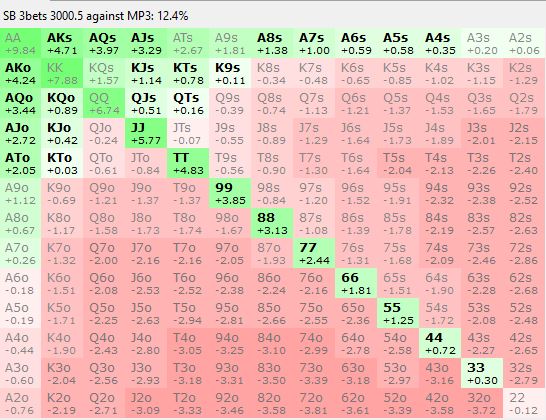 SB 3bets 3000.5 against MP3: 12.4%
AA AKs AQs AJs ATs A9s A8s A7s A6s A5s A4s A3s A2s
+9.84 +4.71 +3.97 +3.29 +2.67 +1.81 +1.38 +1.00 +0.59 +0.58 +0.35 +0.20 +0.06
AKo KK KQs KJs KTs K9s K8s K7s K6s K5s K4s K3s K2s
+4.24 +7.88 +1.57 +1.14 +0.78 +0.11 -0.34 -0.48 -0.65 -0.85 -1.02 -1.15 -1.29
AQo KQo QQ QJs QTs Q9s Q8s Q7s Q6s Q5s Q4s Q3s Q2s
+3.44 +0.89 +6.74 +0.51 +0.16 -0.39 -0.74 -1.13 -1.21 -1.37 -1.53 -1.65 -1.79
AJo KJo QJo JJ JTs J9s J8s J7s J6s J5s J4s J3s J2s
+2.72 +0.42 -0.24 +5.77 -0.07 -0.55 -0.89 -1.29 -1.64 -1.73 -1.89 -2.01 -2.15
ATo KTo QTo JTo TT T9s T8s T7s T6s T5s T4s T3s T2s
+2.05 +0.03 -0.61 -0.84 +4.83 -0.56 -0.90 -1.30 -1.64 -2.04 -2.13 -2.26 -2.40
A9o K9o Q9o J9o T9o 99 98s 97s 96s 95s 94s 93s 92s
+1.12 -0.69 -1.21 -1.37 -1.37 +3.85 -0.84 -1.20 -1.52 -1.91 -2.32 -2.38 -2.52
A8o K8o Q8o J8o T8o 98o 88 87s 86s 85s 84s 83s 82s
+0.67 -1.17 -1.58 -1.73 -1.74 -1.67 +3.13 -1.08 -1.39 -1.78 -2.19 -2.57 -2.63
A7o K7o Q7o J7o T7o 97o 87o 77 76s 75s 74s 73s 72s
+0.26 -1.32 -2.00 -2.16 -2.16 -2.05 -1.93 +2.44 -1.31 -1.68 -2.09 -2.46 -2.86
A6o K6o Q6o J6o T6o 96o 86o 76o 66 65s 64s 63s 62s
-0.18 -1.51 -2.08 -2.53 -2.52 -2.38 -2.24 -2.16 +1.81 -1.51 -1.90 -2.28 -2.68
A5o K5o Q5o J5o T5o 95o 85o 75o 65o 55 54s 53s 52s
-0.19 -1.71 -2.25 -2.63 -2.94 -2.81 -2.66 -2.55 -2.36 +1.25 -1.72 -2.08 -2.48
A4o K4o Q4o J4o T4o 94o 84o 74o 64o 54o 44 43s 42s
-0.44 -1.90 -2.43 -2.80 -3.05 -3.25 -3.10 -2.99 -2.78 -2.58 +0.72 -2.27 -2.65
A3o K3o Q3o J3o T3o 93o 83o 73o 63o 53o 43o 33 32s
-0.60 -2.04 -2.56 -2.93 -3.18 -3.31 -3.50 -3.39 -3.18 -2.97 -3.16 +0.30 -2.79
A2o K2o Q2o J2o T2o 92o 82o 72o 62o 52o 42o 32o 22
-0.76 -2.19 -2.71 -3.09 -3.33 -3.46 -3.58 -3.81 -3.61 -3.39 -3.58 -3.72 -0.12